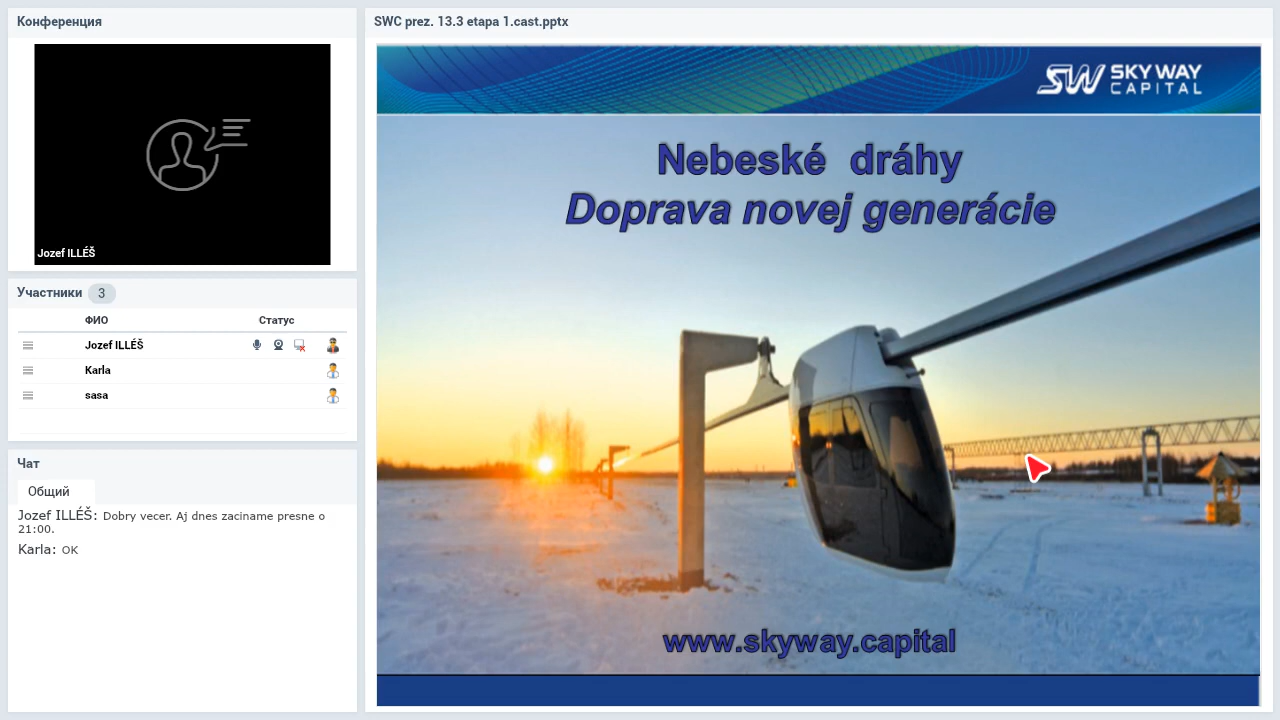 Конференция
Jozef ILLÉŠ
Участники 3
ФИО Статус
Jozef ILLÉŠ
Karla
sasa
Чат
Общий
Jozef ILLÉŠ: Dobry vecer. Aj dnes zaciname presne o
21:00.
Karla: OK
SWC prez. 13.3 etapa 1.cast.pptx
SW SKY WAY
CAPITAL
Nebeské dráhy
Doprava novej generácie
www.skyway.capital